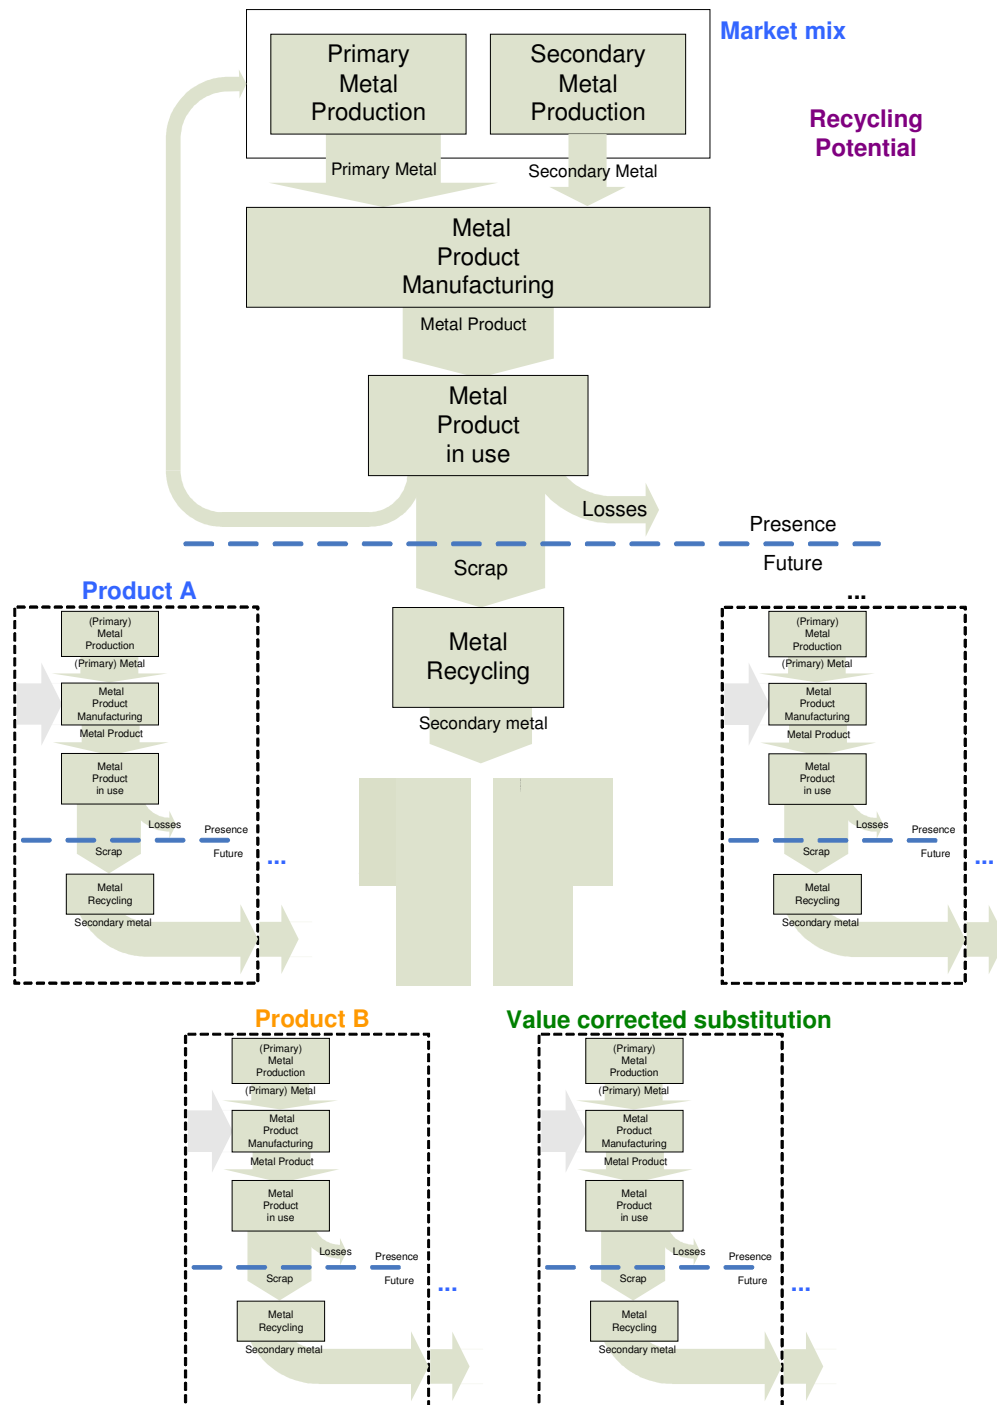 Market mix
Primary
Metal
Production
Secondary
Metal
Production
Recycling
Potential
Primary Metal
Secondary Metal
Metal
Product
Manufacturing
Metal Product
Metal
Product
in use
Losses
Presence
Future
Scrap
Metal
Recycling
Secondary metal
Product A
(Primary)
Metal
Production
(Primary) Metal
Metal
Product
Manufacturing
Metal Product
Metal
Product
in use
Losses
Presence
Scrap
Future
...
Metal
Recycling
Secondary metal
...
(Primary)
Metal
Production
(Primary) Metal
Metal
Product
Manufacturing
Metal Product
Metal
Product
in use
Losses
Presence
Scrap
Future
...
Metal
Recycling
Secondary metal
Product B
(Primary)
Metal
Production
(Primary) Metal
Metal
Product
Manufacturing
Metal Product
Metal
Product
in use
Losses
Presence
Scrap
Future
...
Metal
Recycling
Secondary metal
Value corrected substitution
(Primary)
Metal
Production
(Primary) Metal
Metal
Product
Manufacturing
Metal Product
Metal
Product
in use
Losses
Presence
Scrap
Future
...
Metal
Recycling
Secondary metal